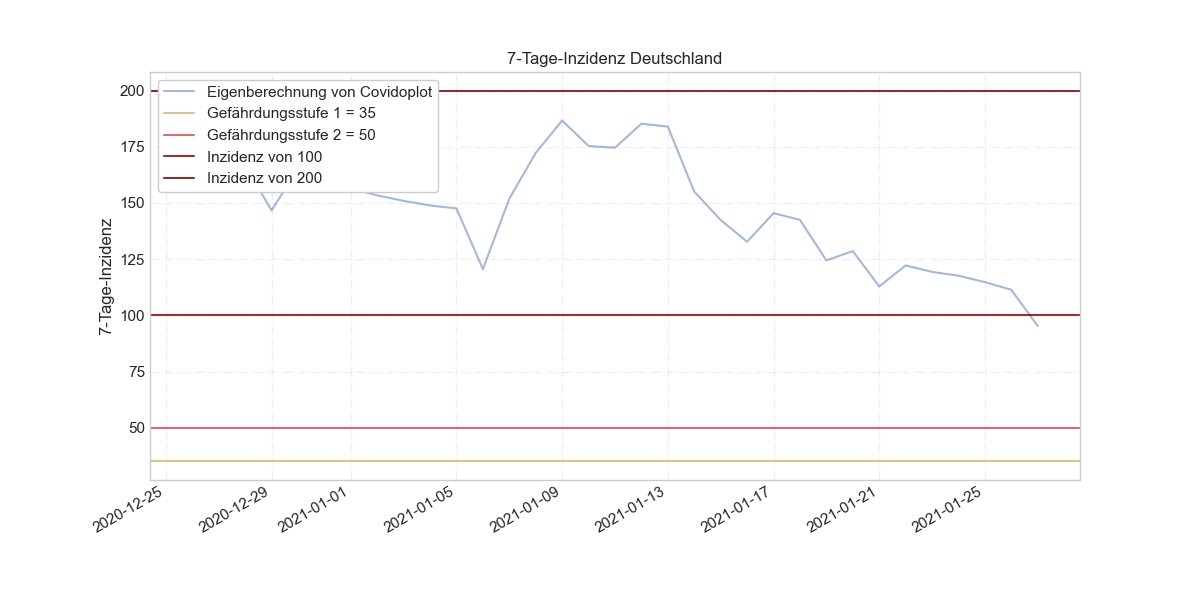 7-Tage-Inzidenz Deutschland
Eigenberechnung von Covidoplot
Gefährdungsstufe 1 = 35
Gefährdungsstufe 2 = 50
Inzidenz von 100
Inzidenz von 200
7-Tage-Inzidenz
200
175
150
125
100
75
50
2020-12-25
2020-12-29
2021-01-01
2021-01-05
2021-01-09
2021-01-13
2021-01-17
2021-01-21
2021-01-25